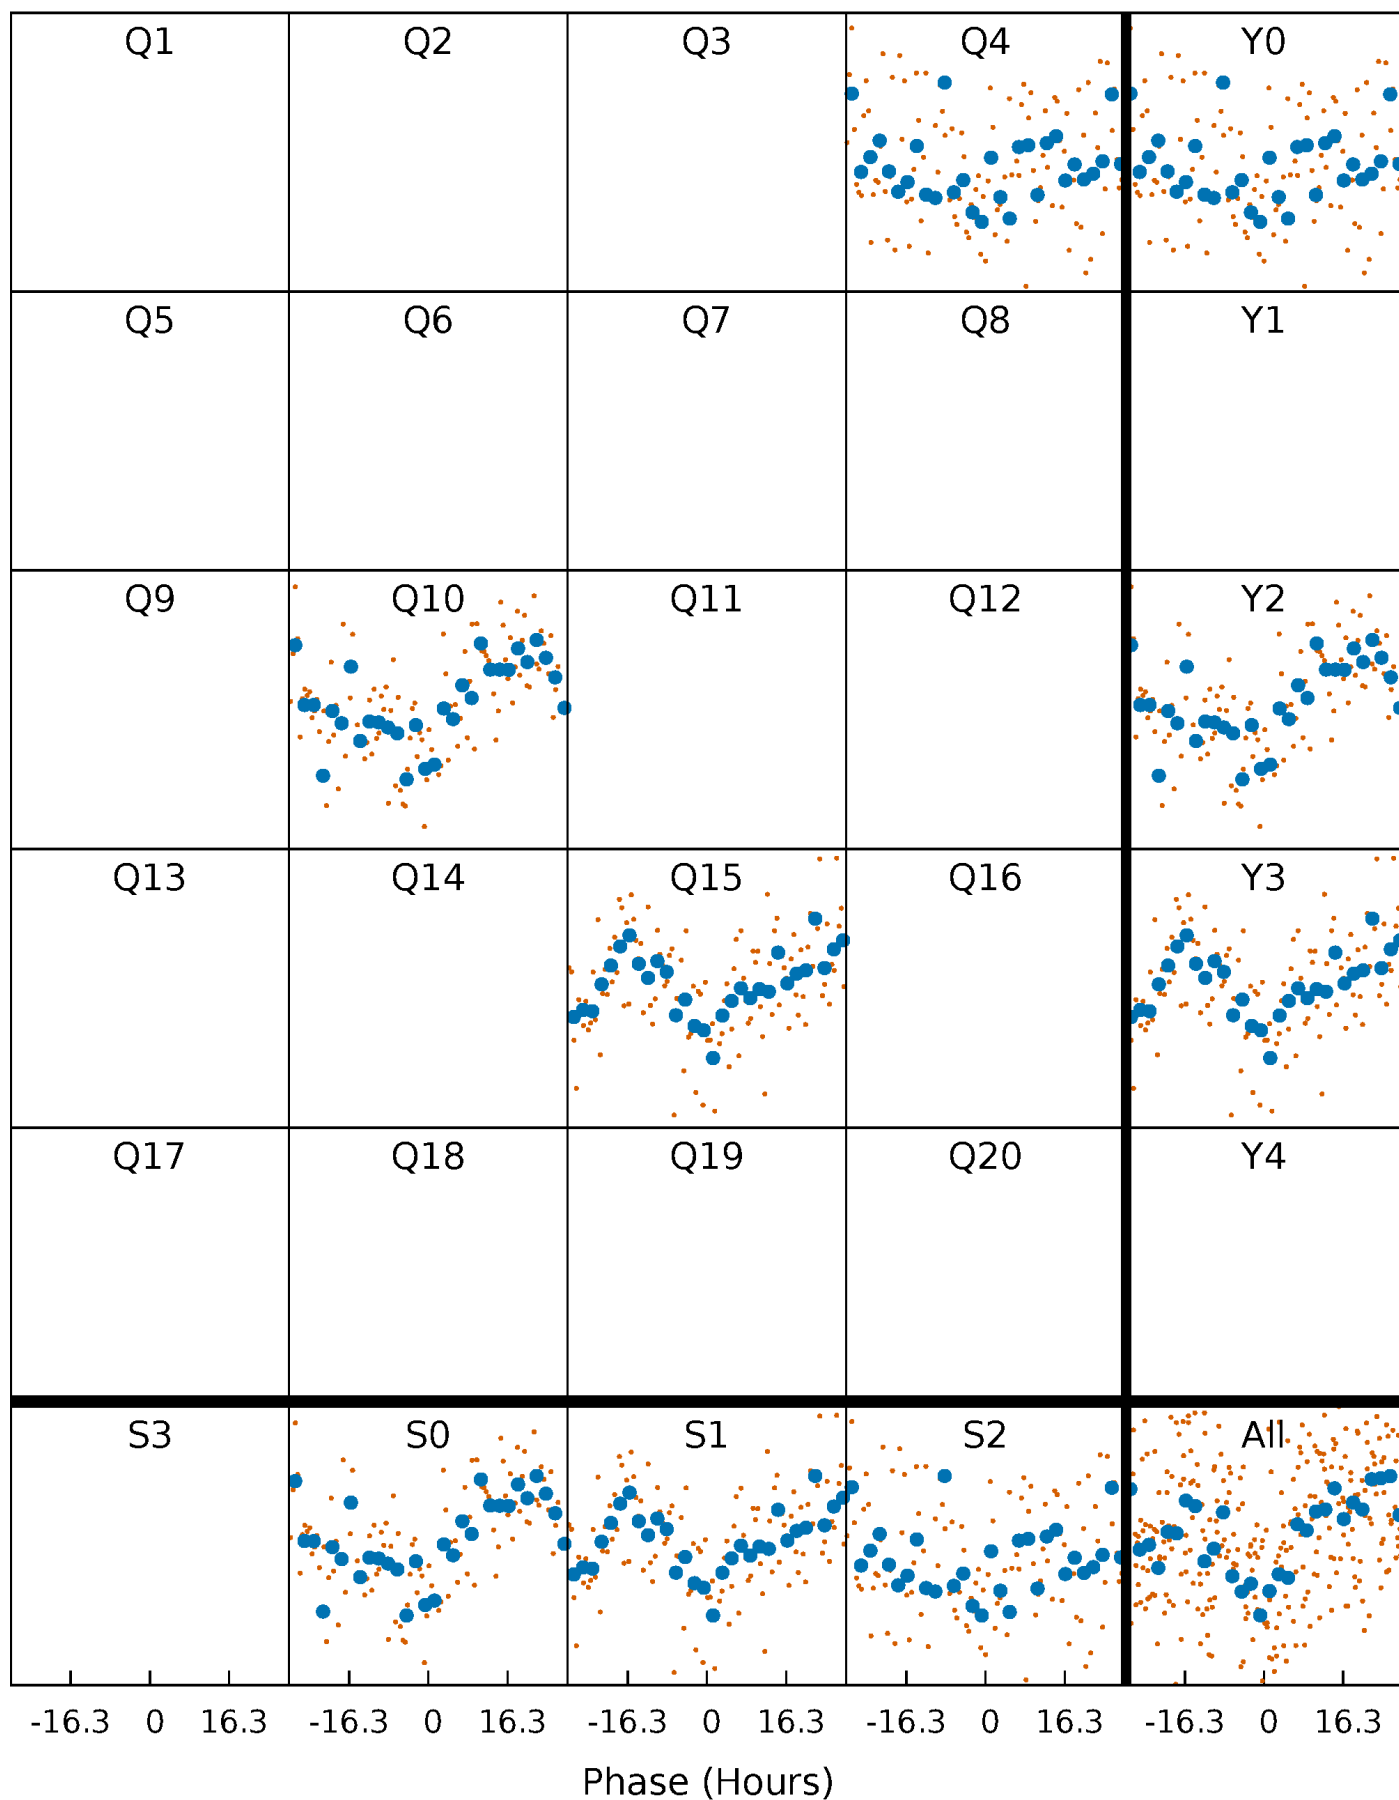 Q1 Q2 Q3 Q4 Y0
Q5 Q6 Q7 Q8 Y1
Q9 Q10 Q11 Q12 Y2
Q13 Q14 Q15 Q16 Y3
Q17 Q18 Q19 Q20 Y4
S3 S0 S1 S2 All
-16.3 0 16.3 -16.3 0 16.3 -16.3 0 16.3 -16.3 0 16.3 -16.3 0 16.3
Phase (Hours)